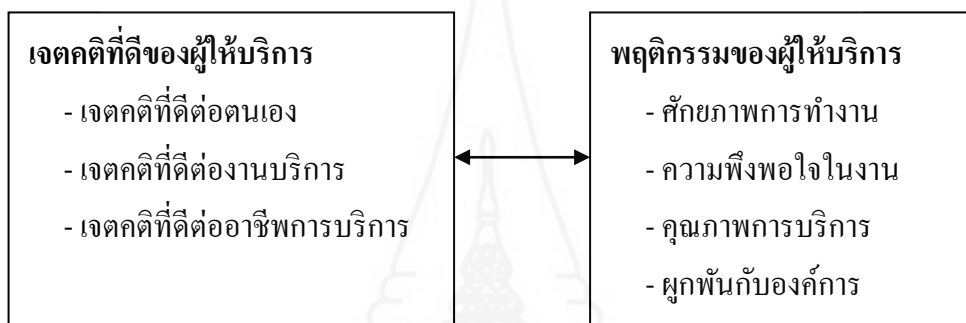 เจตคติที่ดีของผู้ให้บริการ
- เจตคติที่ดีต่อตนเอง
- เจตคติที่ดีต่องานบริการ
- เจตคติที่ดีต่ออาชีพการบริการ
พฤติกรรมของผู้ให้บริการ
- ศักยภาพการทำงาน
- ความพึงพอใจในงาน
- คุณภาพการบริการ
- ผูกพันกับองค์การ